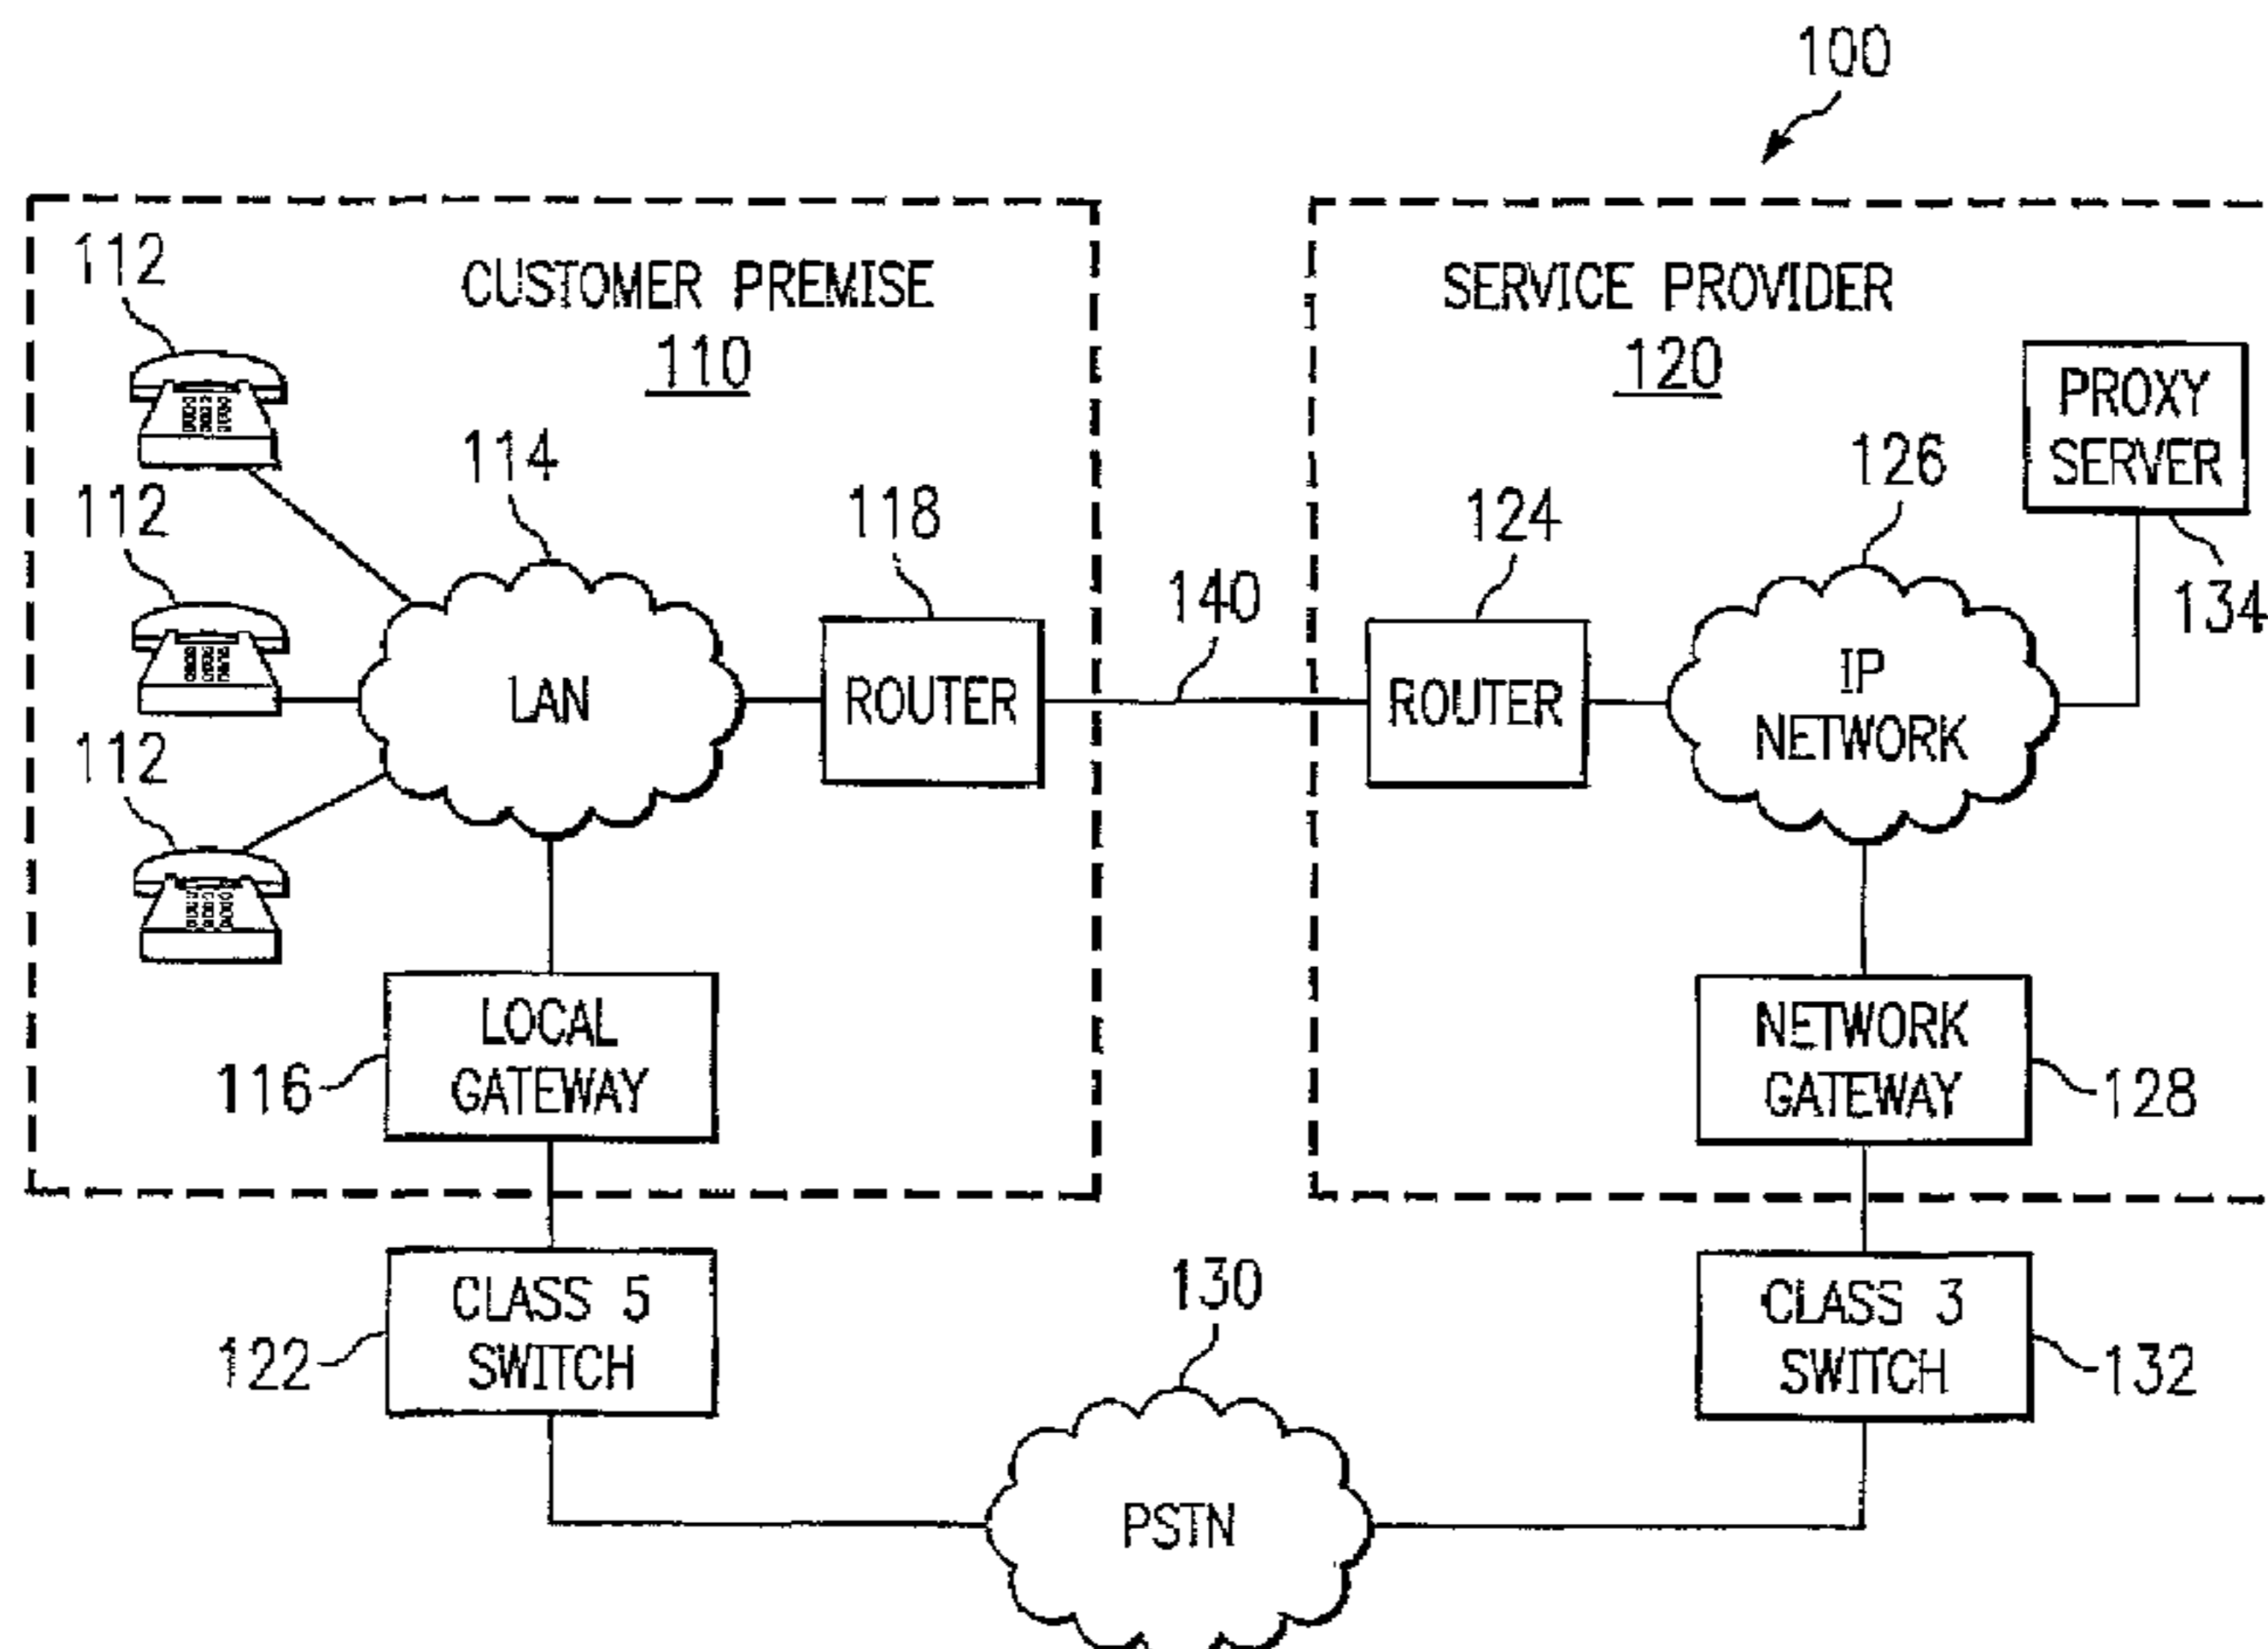 100
CUSTOMER PREMISE
110
SERVICE PROVIDER
120
112
112
112
114
LAN
118
ROUTER
140
124
ROUTER
126
IP
NETWORK
PROXY
SERVER
134
LOCAL
GATEWAY
116
NETWORK
GATEWAY
128
CLASS 5
SWITCH
122
130
PSTN
CLASS 3
SWITCH
132